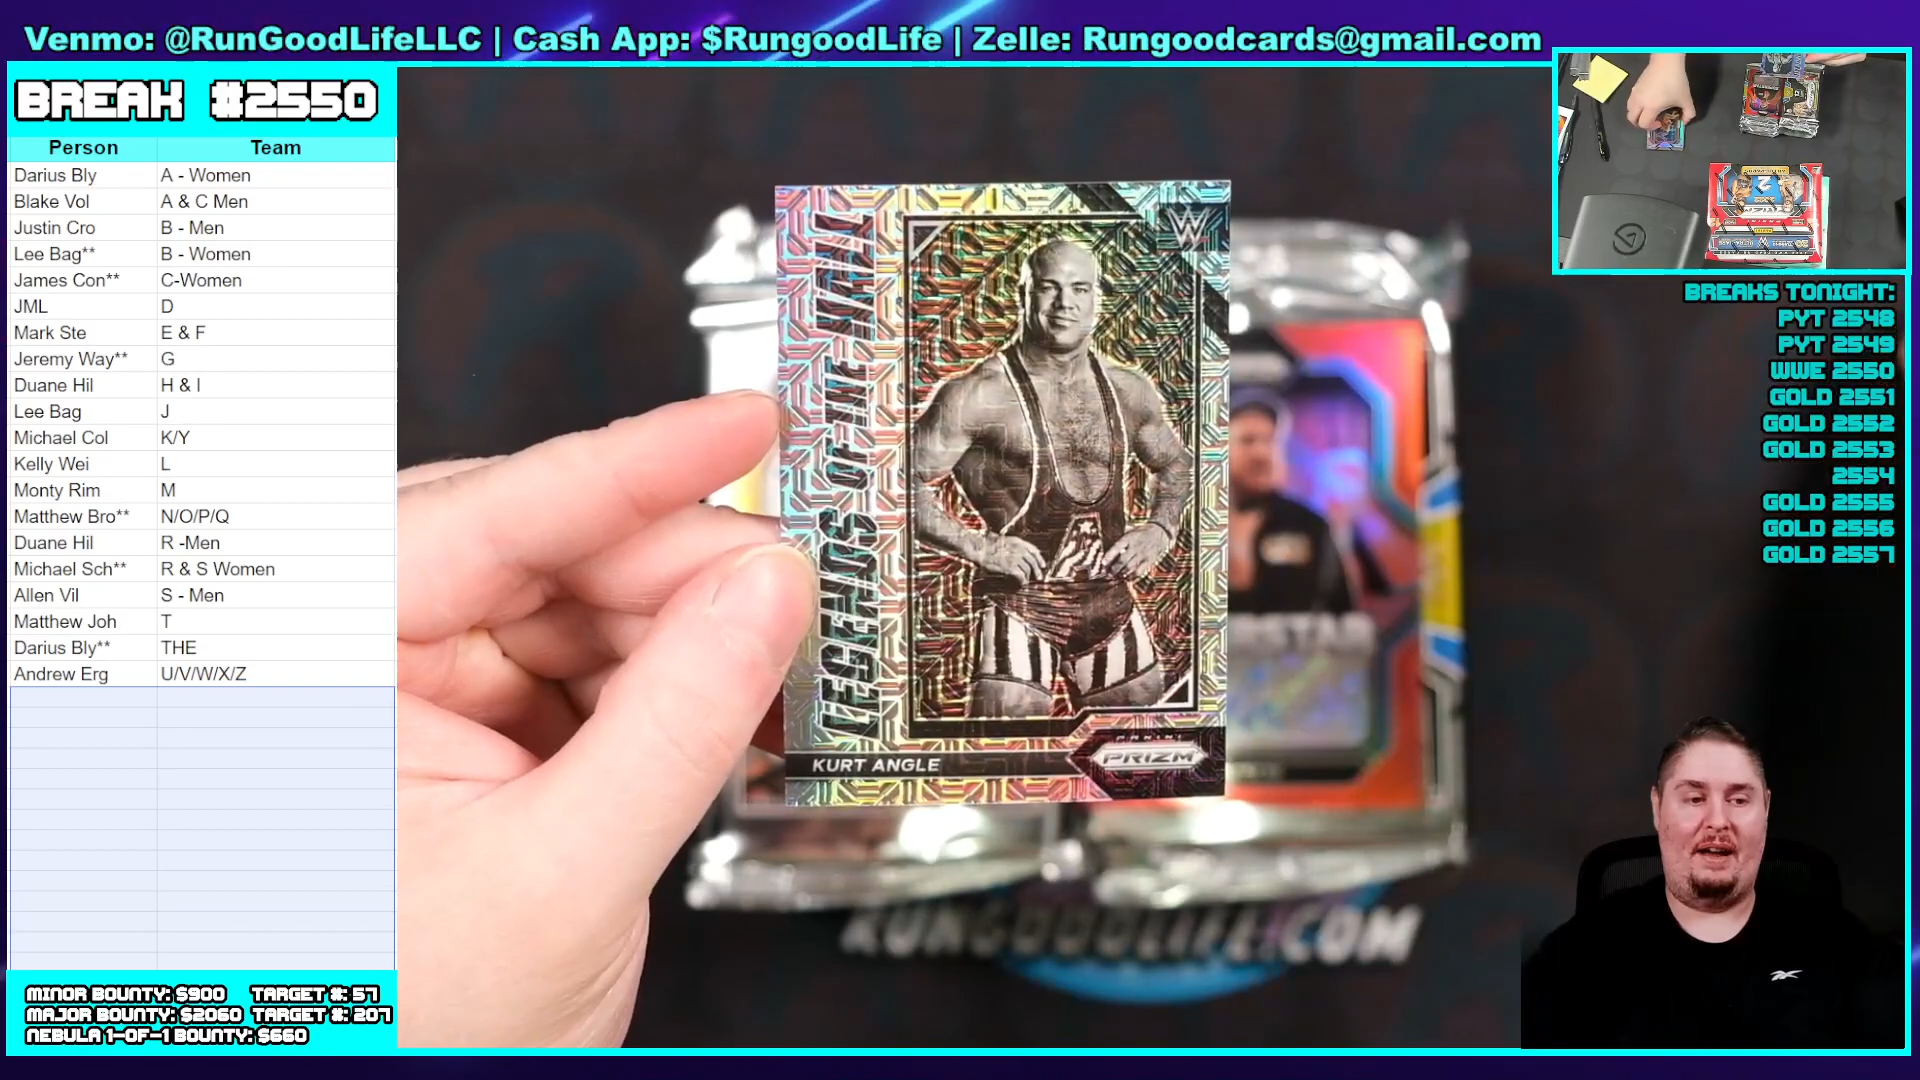 Venmo: @RunGoodLifeLLC | Cash App: $RungoodLife | Zelle: Rungoodcards@gmail.com
BREAK #2550
Person Team
Darius Bly A - Women
Blake Vol A & C Men
Justin Cro B - Men
Lee Bag** B - Women
James Con** C-Women
JML D
Mark Ste E & F
Jeremy Way** G
Duane Hil H & I
Lee Bag J
Michael Col K/Y
Kelly Wei L
Monty Rim M
Matthew Bro** N/O/P/Q
Duane Hil R -Men
Michael Sch** R & S Women
Allen Vil S - Men
Matthew Joh T
Darius Bly** THE
Andrew Erg U/V/W/X/Z
MINOR BOUNTY: $900 TARGET #: 57
MAJOR BOUNTY: $2060 TARGET #: 207
NEBULA 1-OF-1 BOUNTY: $660
W
LEGENDS OF THE MAT
KURT ANGLE
PANINI
PRIZM
RUNGOODLIFE.COM
BREAKS TONIGHT:
PYT 2548
PYT 2549
WWE 2550
GOLD 2551
GOLD 2552
GOLD 2553
2554
GOLD 2555
GOLD 2556
GOLD 2557